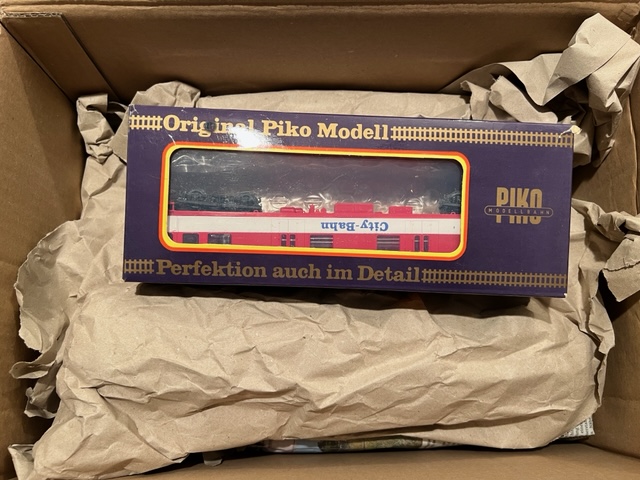 Original Piko Modell
PIKO
MODELLBAHN
City-Bahn
Perfektion auch im Detail